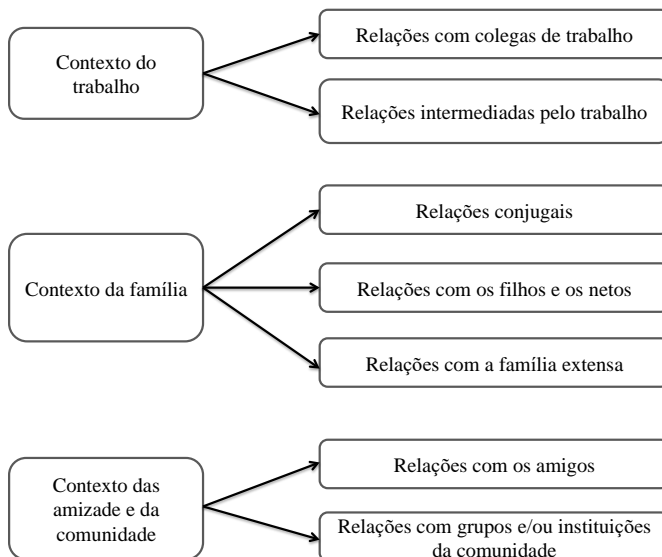 Contexto do
trabalho
Relações com colegas de trabalho
Relações intermediadas pelo trabalho
Contexto da família
Relações conjugais
Relações com os filhos e os netos
Relações com a família extensa
Contexto das
amizade e da
comunidade
Relações com os amigos
Relações com grupos e/ou instituições
da comunidade